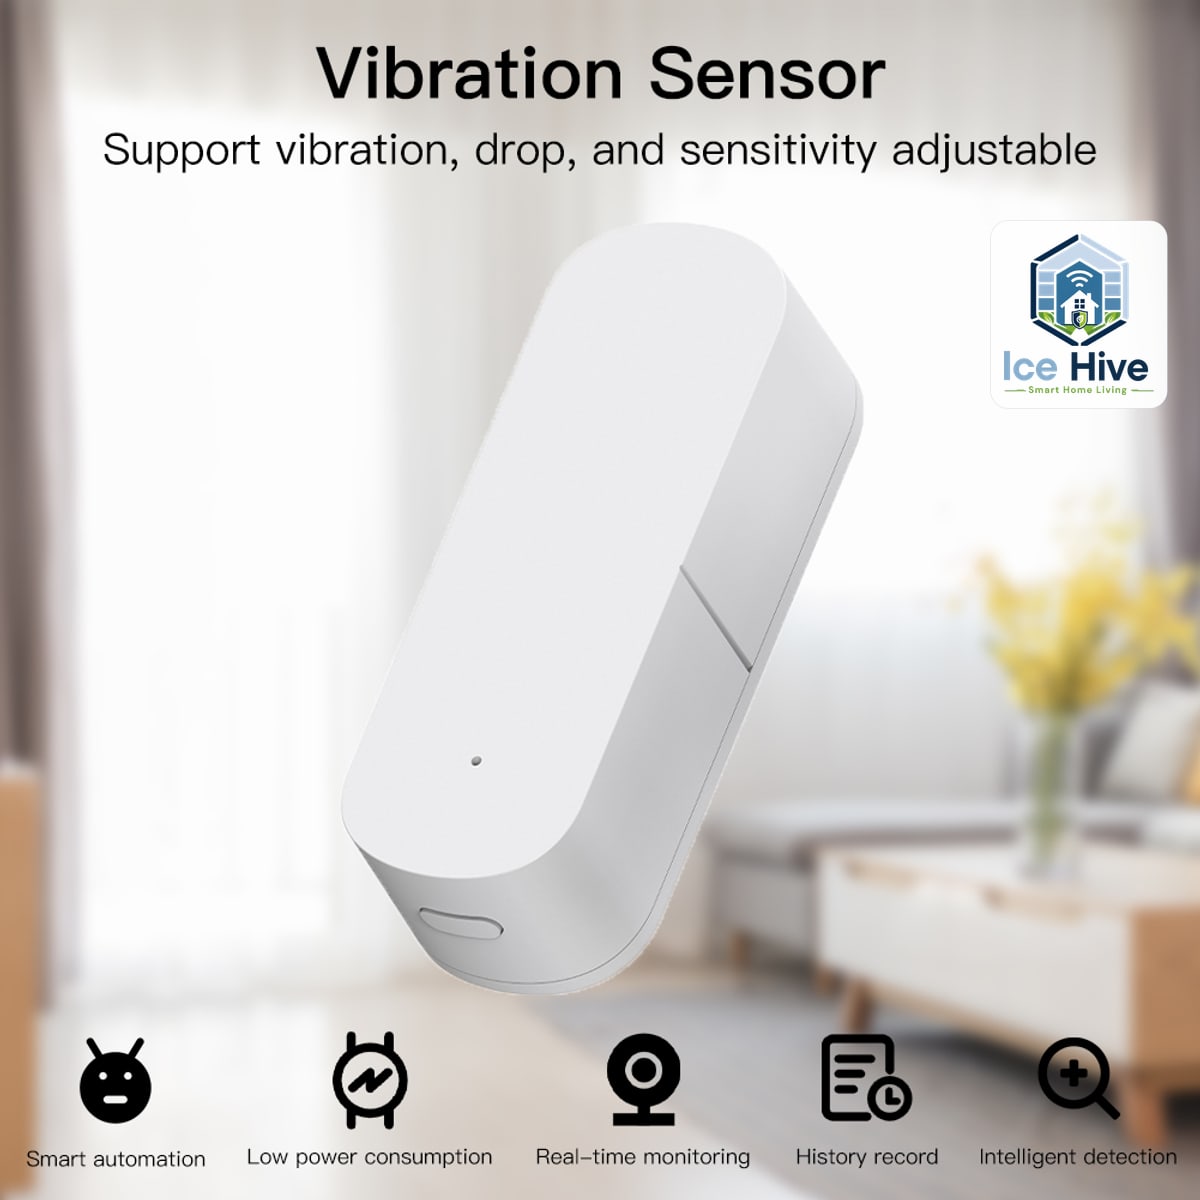 Vibration Sensor
Support vibration, drop, and sensitivity adjustable
Ice Hive
Smart Home Living
Smart automation
Low power consumption
Real-time monitoring
History record
Intelligent detection